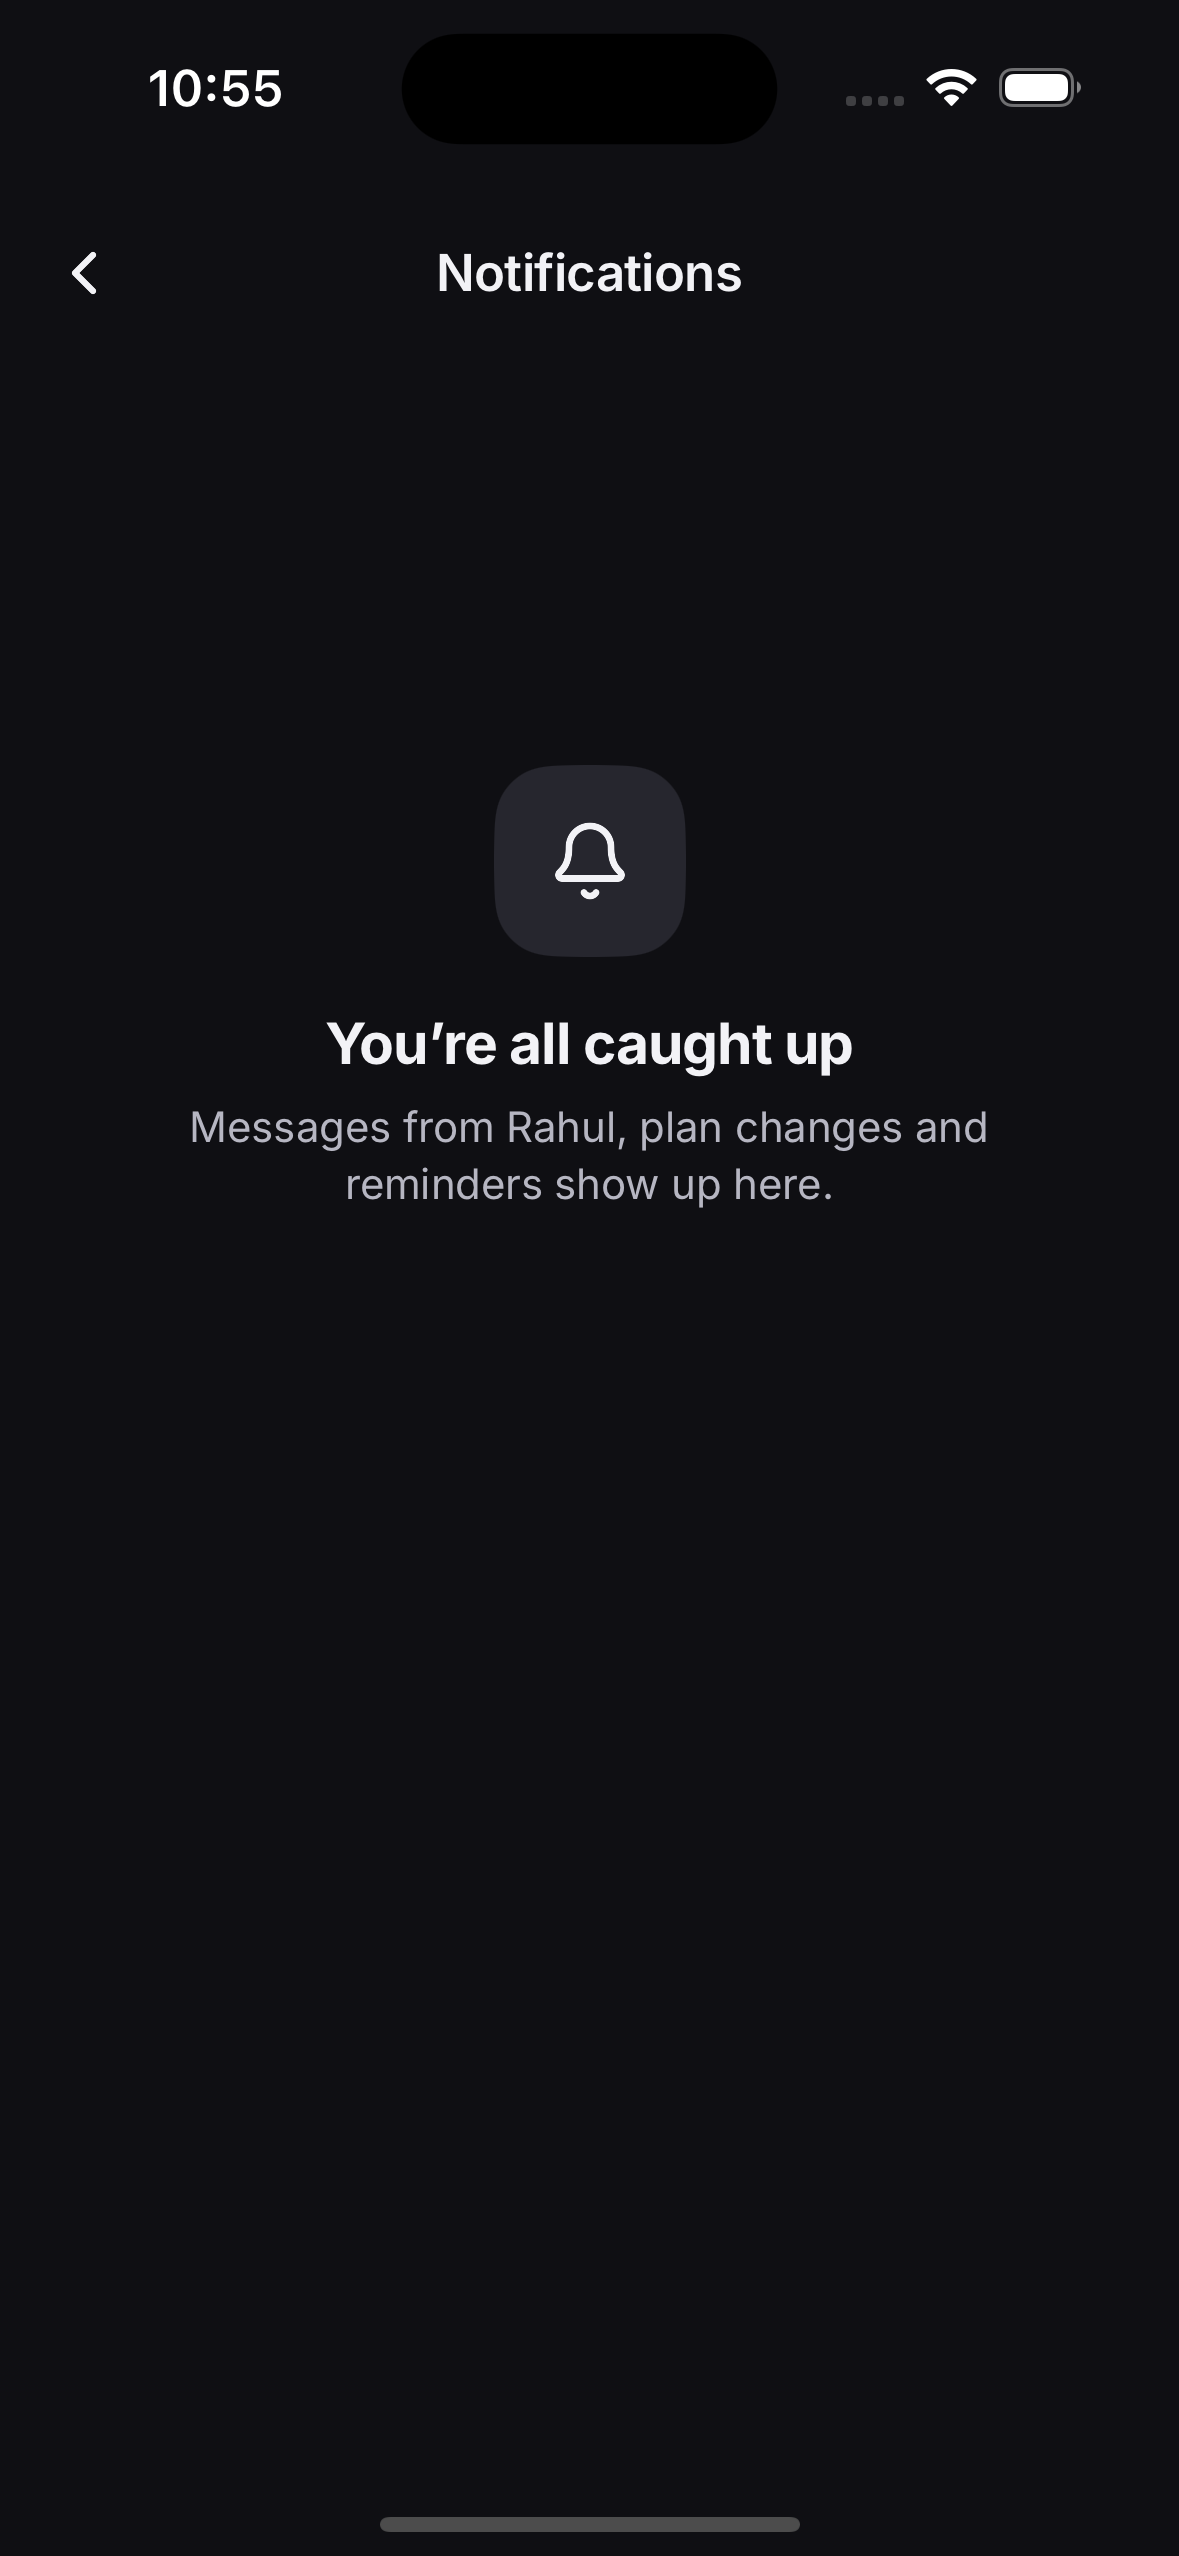 10:55
Notifications
You’re all caught up
Messages from Rahul, plan changes and
reminders show up here.